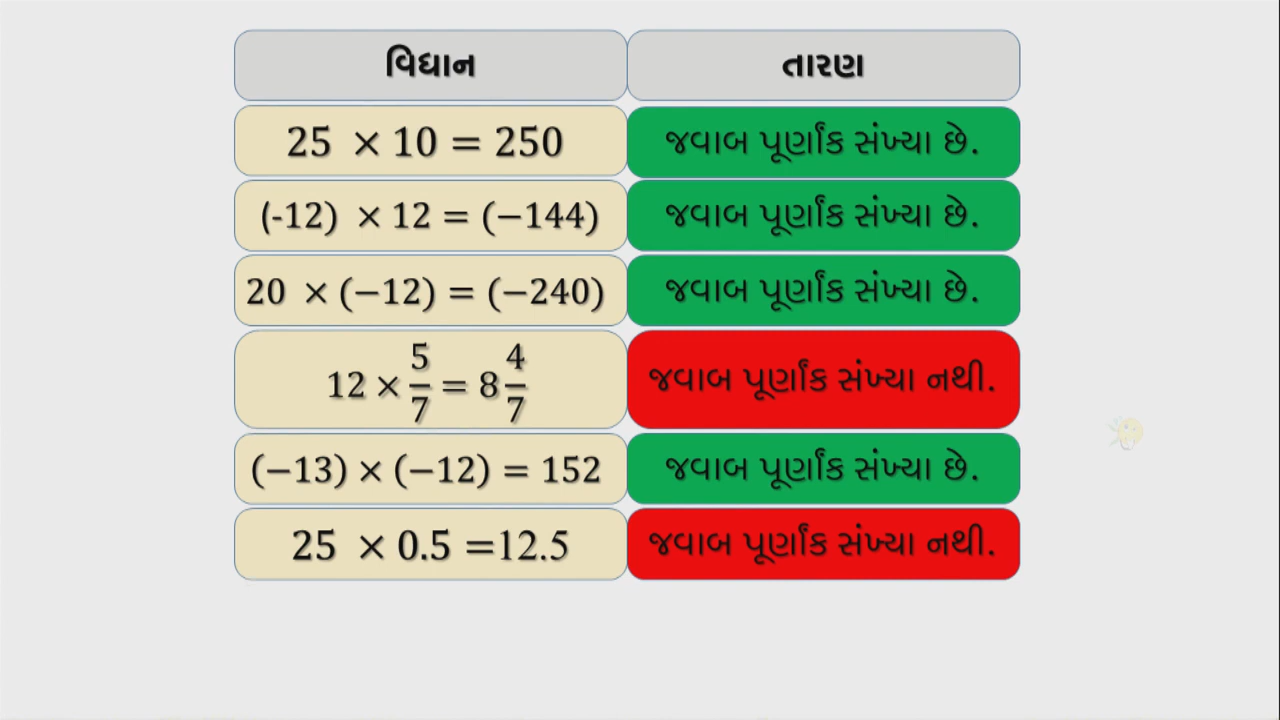 વિધાન તારણ
25 × 10 = 250 જવાબ પૂર્ણાંક સંખ્યા છે.
(-12) × 12 = (−144) જવાબ પૂર્ણાંક સંખ્યા છે.
20 × (−12) = (−240) જવાબ પૂર્ણાંક સંખ્યા છે.
12 × 5/7 = 8 4/7 જવાબ પૂર્ણાંક સંખ્યા નથી.
(−13) × (−12) = 152 જવાબ પૂર્ણાંક સંખ્યા છે.
25 × 0.5 =12.5 જવાબ પૂર્ણાંક સંખ્યા નથી.